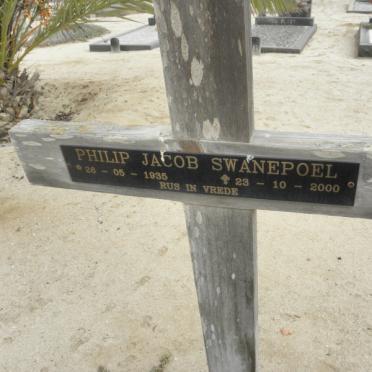 PHILIP JACOB SWANEPOEL
* 26 - 05 - 1935 ✝ 23 - 10 - 2000
RUS IN VREDE